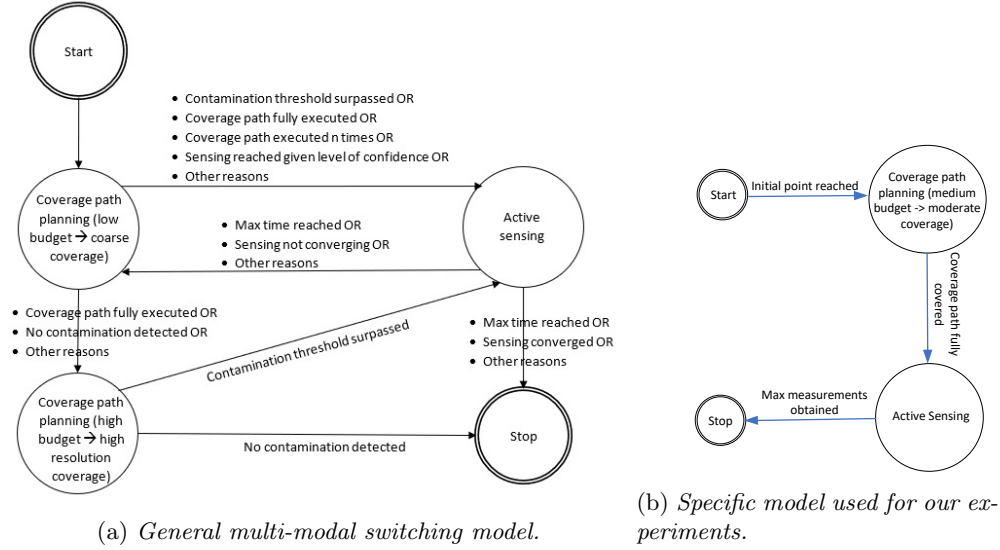 Start
• Contamination threshold surpassed OR
• Coverage path fully executed OR
• Coverage path executed n times OR
• Sensing reached given level of confidence OR
• Other reasons
Coverage path
planning (low
budget → coarse
coverage)
Active
sensing
• Max time reached OR
• Sensing not converging OR
• Other reasons
• Coverage path fully executed OR
• No contamination detected OR
• Other reasons
Contamination threshold surpassed
• Max time reached OR
• Sensing converged OR
• Other reasons
Coverage path
planning (high
budget → high
resolution
coverage)
No contamination detected
Stop
(a) General multi-modal switching model.
Start
Initial point reached
Coverage path
planning (medium
budget -> moderate
coverage)
Coverage path fully
covered
Active Sensing
Max measurements
obtained
Stop
(b) Specific model used for our ex-
periments.